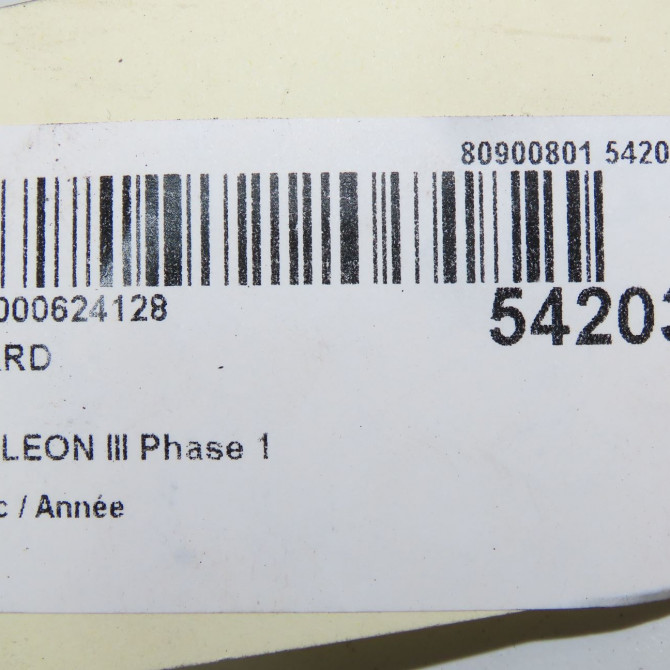 80900801 5420
000624128
54203
ARD
LEON III Phase 1
c / Année